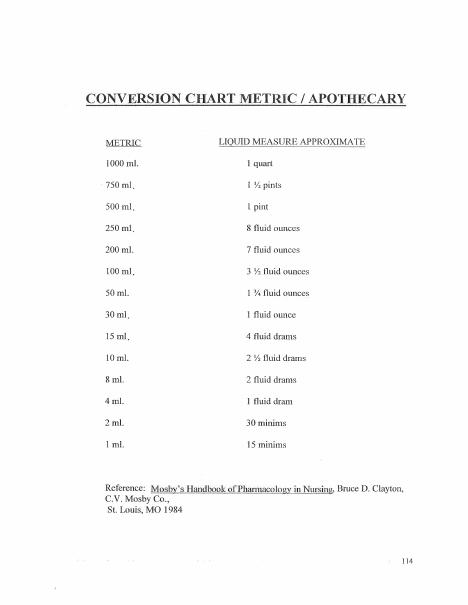 CONVERSION CHART METRIC / APOTHECARY
METRIC LIQUID MEASURE APPROXIMATE
1000 ml. 1 quart
750 ml. 1 ½ pints
500 ml. 1 pint
250 ml. 8 fluid ounces
200 ml. 7 fluid ounces
100 ml. 3 ½ fluid ounces
50 ml. 1 ¾ fluid ounces
30 ml. 1 fluid ounce
15 ml. 4 fluid drams
10 ml. 2 ½ fluid drams
8 ml. 2 fluid drams
4 ml. 1 fluid dram
2 ml. 30 minims
1 ml. 15 minims
Reference: Mosby's Handbook of Pharmacology in Nursing, Bruce D. Clayton,
C.V. Mosby Co.,
St. Louis, MO 1984
114